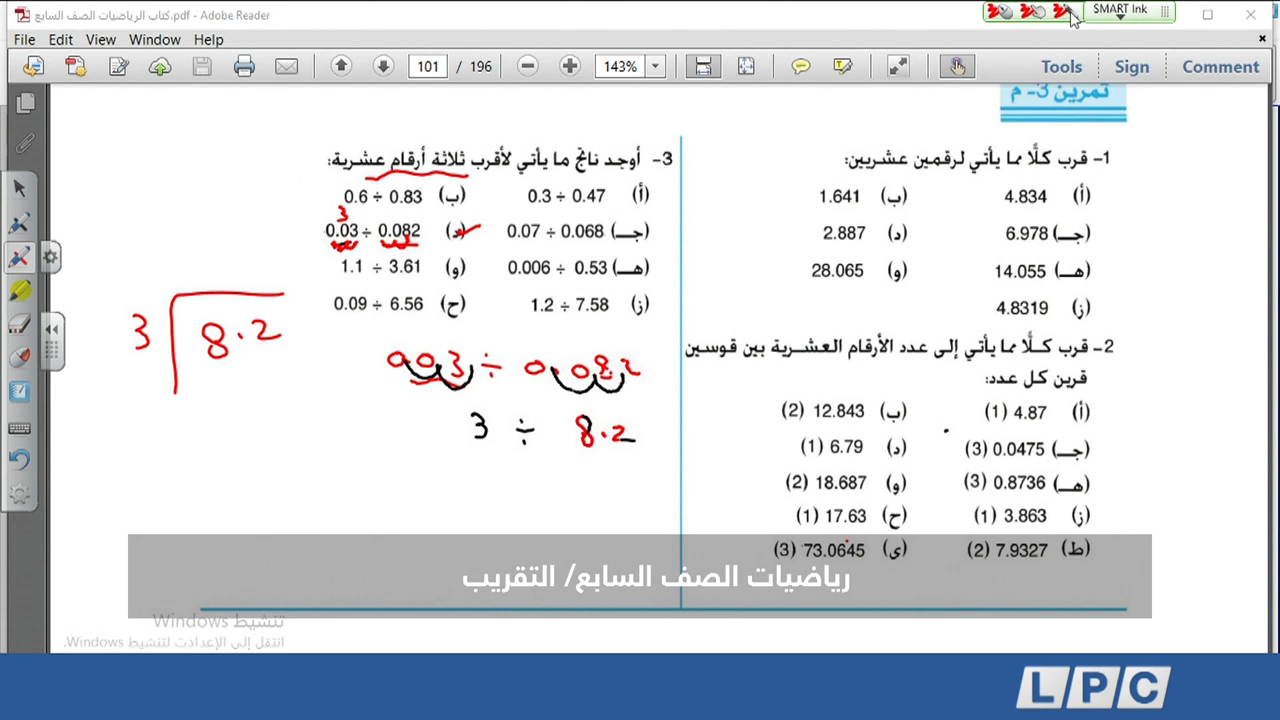 كتاب الرياضيات الصف السابع.pdf - Adobe Reader
SMART Ink
File Edit View Window Help
101 / 196 143% Tools Sign Comment
تمرين 3- م
1- قرب كلًّا مما يأتي لرقمين عشريين:
(أ) 4.834 (ب) 1.641
(جـ) 6.978 (د) 2.887
(هـ) 14.055 (و) 28.065
(ز) 4.8319
2- قرب كلًّا مما يأتي إلى عدد الأرقام العشرية بين قوسين
قرين كل عدد:
(أ) 4.87 (1) (ب) 12.843 (2)
(جـ) 0.0475 (3) (د) 6.79 (1)
(هـ) 0.8736 (3) (و) 18.687 (2)
(ز) 3.863 (1) (ح) 17.63 (1)
(ط) 7.9327 (2) (ى) 73.0645 (3)
3- أوجد ناتج ما يأتي لأقرب ثلاثة أرقام عشرية:
(أ) 0.3 ÷ 0.47 (ب) 0.6 ÷ 0.83
3
(جـ) 0.07 ÷ 0.068 (د) 0.03 ÷ 0.082
(هـ) 0.006 ÷ 0.53 (و) 1.1 ÷ 3.61
(ز) 1.2 ÷ 7.58 (ح) 0.09 ÷ 6.56
3 8.2
0.03 ÷ 0.082
3 ÷ 8.2
رياضيات الصف السابع/ التقريب
تنشيط Windows
انتقل إلى الإعدادت لتنشيط Windows.
LPC